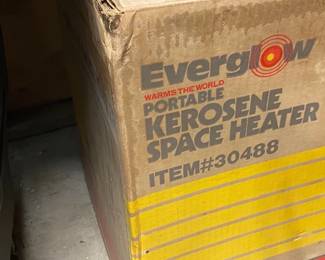 Everglow
WARMS THE WORLD
PORTABLE
KEROSENE
SPACE HEATER
ITEM#30488